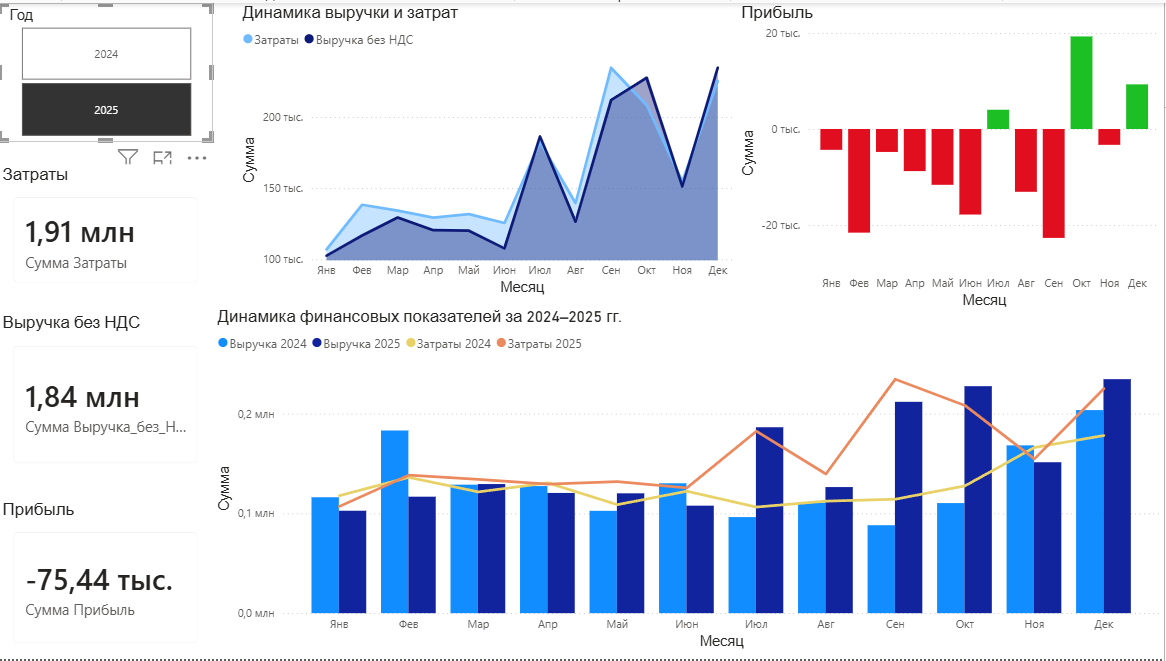 Год
2024
2025
Затраты
1,91 млн
Сумма Затраты
Выручка без НДС
1,84 млн
Сумма Выручка_без_Н...
Прибыль
-75,44 тыс.
Сумма Прибыль
Динамика выручки и затрат
Затраты Выручка без НДС
Сумма
200 тыс.
150 тыс.
100 тыс.
Янв Фев Мар Апр Май Июн Июл Авг Сен Окт Ноя Дек
Месяц
Прибыль
Сумма
20 тыс.
0 тыс.
-20 тыс.
Янв Фев Мар Апр Май Июн Июл Авг Сен Окт Ноя Дек
Месяц
Динамика финансовых показателей за 2024–2025 гг.
Выручка 2024 Выручка 2025 Затраты 2024 Затраты 2025
Сумма
0,2 млн
0,1 млн
0,0 млн
Янв Фев Мар Апр Май Июн Июл Авг Сен Окт Ноя Дек
Месяц